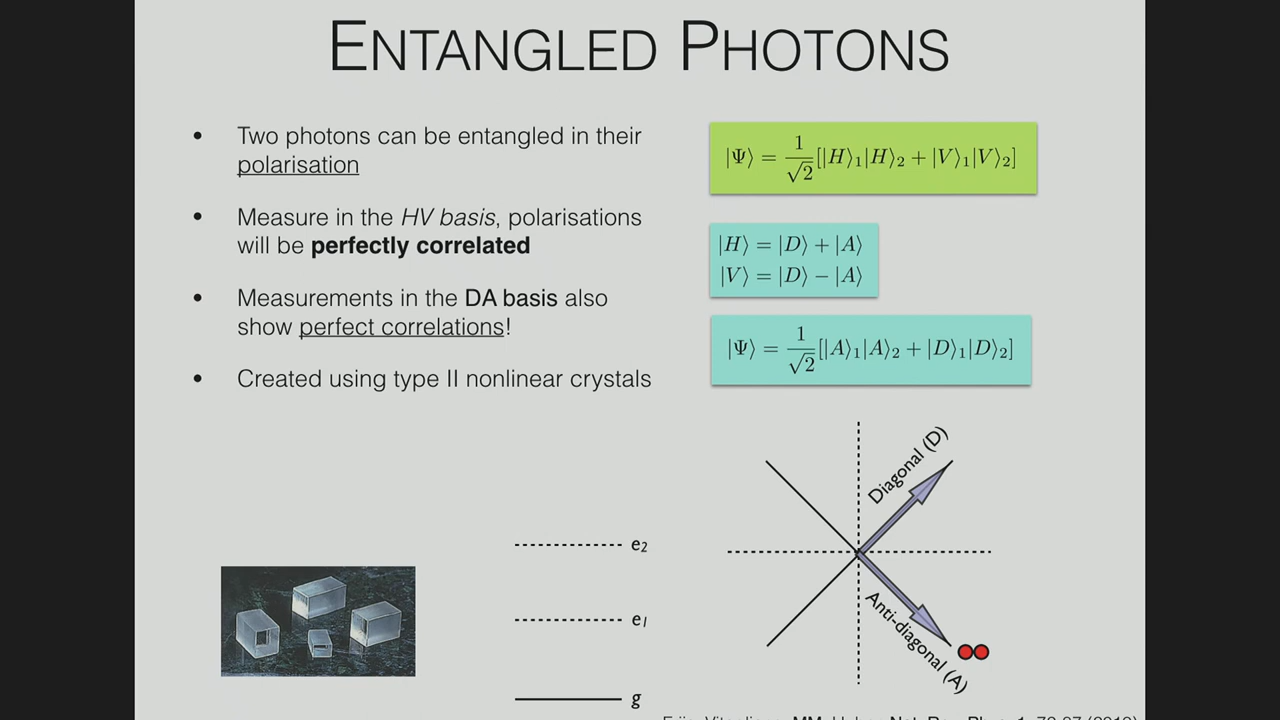 ENTANGLED PHOTONS
• Two photons can be entangled in their
polarisation
• Measure in the HV basis, polarisations
will be perfectly correlated
• Measurements in the DA basis also
show perfect correlations!
• Created using type II nonlinear crystals
|Ψ⟩ = 1/√2 [|H⟩₁|H⟩₂ + |V⟩₁|V⟩₂]
|H⟩ = |D⟩ + |A⟩
|V⟩ = |D⟩ − |A⟩
|Ψ⟩ = 1/√2 [|A⟩₁|A⟩₂ + |D⟩₁|D⟩₂]
Diagonal (D)
Anti-diagonal (A)
e₂
e₁
g